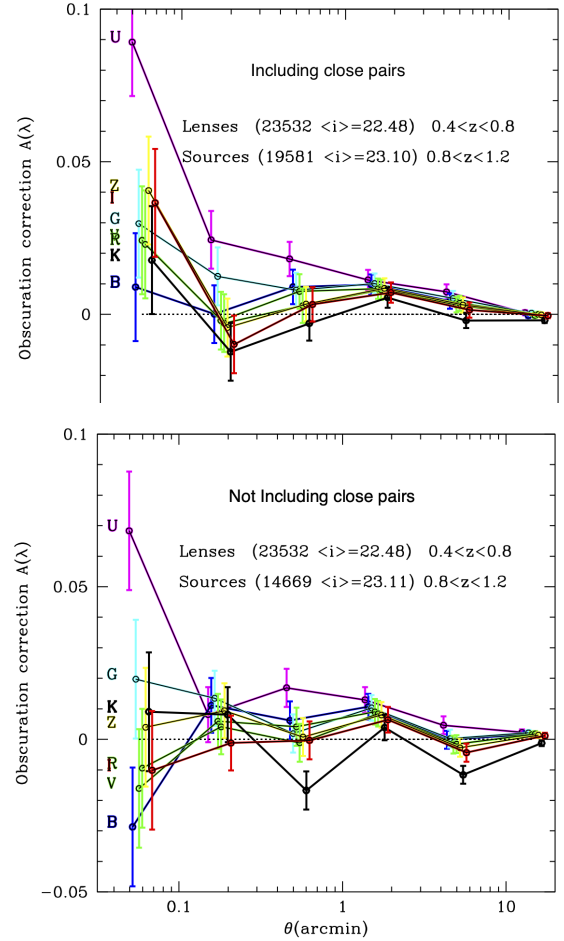 0.1
U
Including close pairs
Lenses (23532 <i>=22.48) 0.4<z<0.8
Sources (19581 <i>=23.10) 0.8<z<1.2
0.05
Z
I
G
V
R
K
B
0
Obscuration correction A(λ)
0.1
Not Including close pairs
U
Lenses (23532 <i>=22.48) 0.4<z<0.8
Sources (14669 <i>=23.11) 0.8<z<1.2
0.05
G
K
Z
0
R
V
B
−0.05
Obscuration correction A(λ)
0.1 1 10
θ(arcmin)